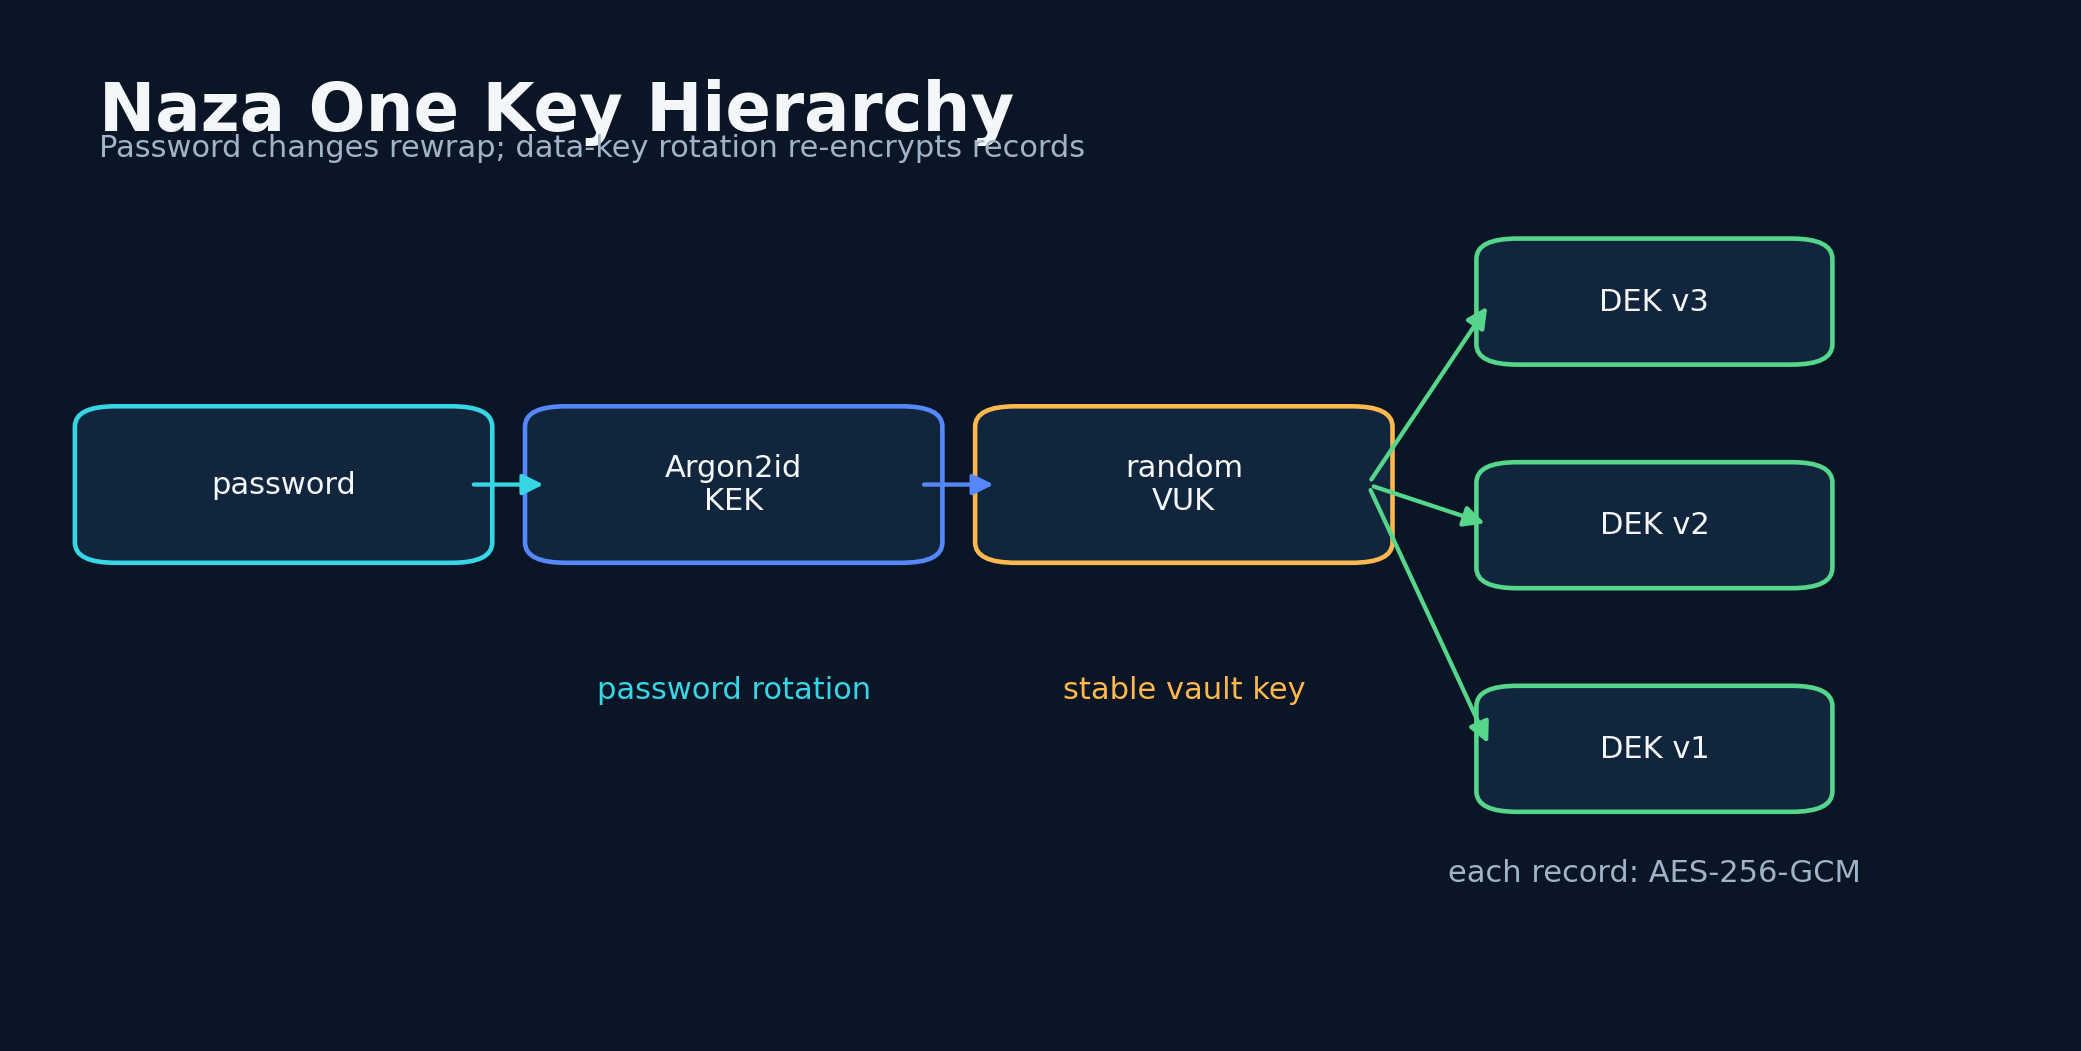 Naza One Key Hierarchy
Password changes rewrap; data-key rotation re-encrypts records
password
Argon2id
KEK
random
VUK
DEK v3
DEK v2
DEK v1
password rotation
stable vault key
each record: AES-256-GCM